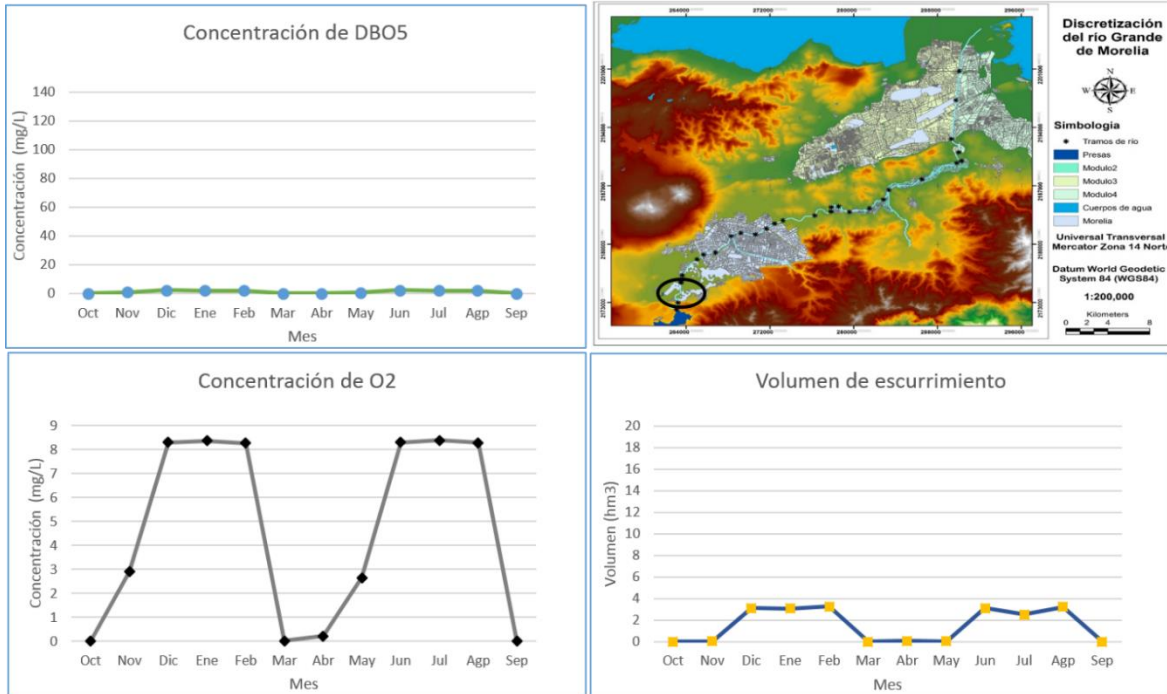 Concentración de DBO5
Concentración (mg/L)
140
120
100
80
60
40
20
0
Oct Nov Dic Ene Feb Mar Abr May Jun Jul Agp Sep
Mes
264000 272000 280000 288000 296000
264000 272000 280000 288000 296000
Discretización
del río Grande
de Morelia
N
W E
S
Simbologia
Tramos de río
Presas
Modulo2
Modulo3
Modulo4
Cuerpos de agua
Morelia
Universal Transversal
Mercator Zona 14 Norte
Datum World Geodetic
System 84 (WGS84)
1:200,000
Kilometers
0 2 4 8
Concentración de O2
Concentración (mg/L)
9
8
7
6
5
4
3
2
1
0
Oct Nov Dic Ene Feb Mar Abr May Jun Jul Agp Sep
Mes
Volumen de escurrimiento
Volumen (hm3)
20
18
16
14
12
10
8
6
4
2
0
Oct Nov Dic Ene Feb Mar Abr May Jun Jul Agp Sep
Mes